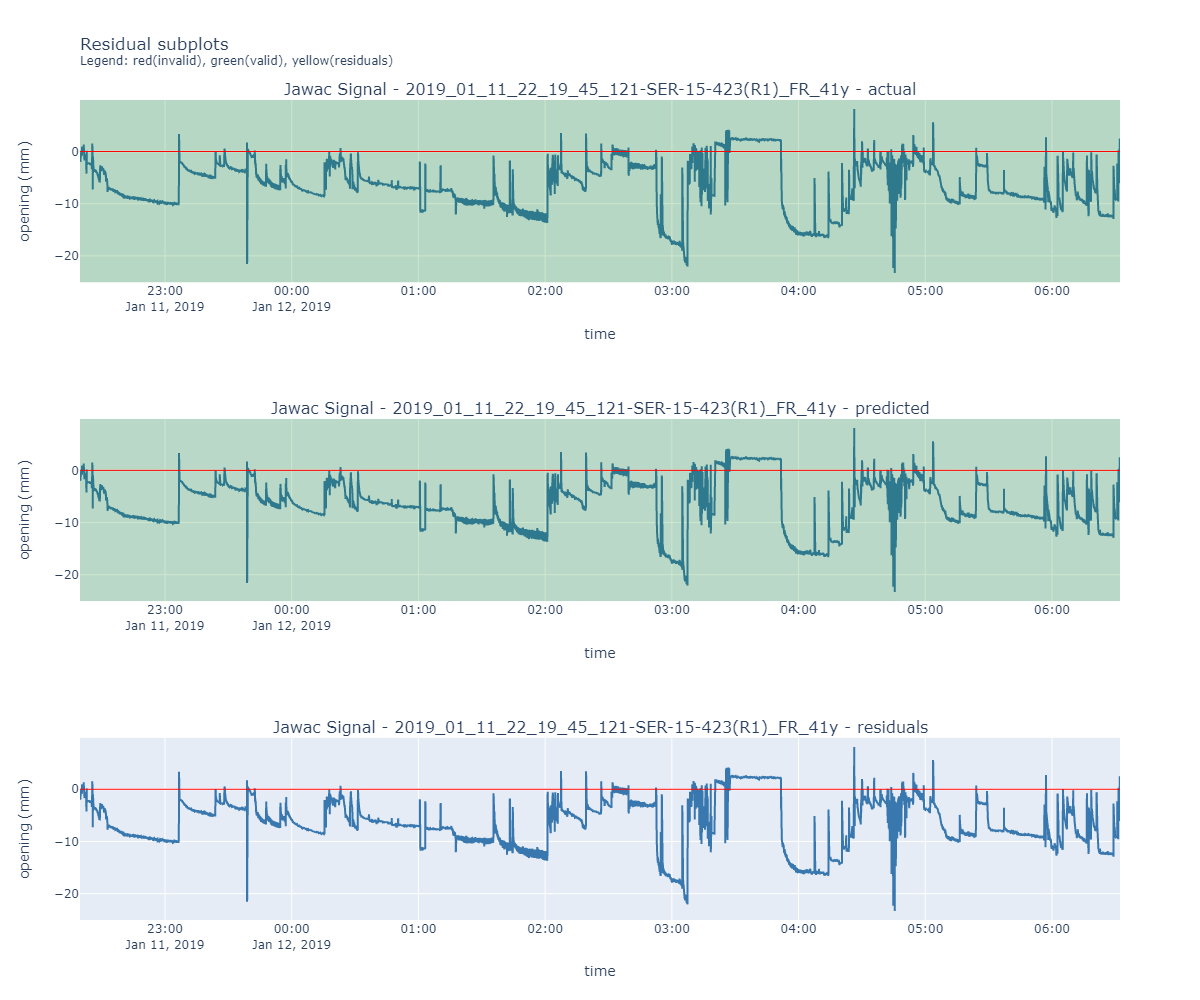 Residual subplots
Legend: red(invalid), green(valid), yellow(residuals)
Jawac Signal - 2019_01_11_22_19_45_121-SER-15-423(R1)_FR_41y - actual
opening (mm)
0
−10
−20
23:00 00:00 01:00 02:00 03:00 04:00 05:00 06:00
Jan 11, 2019 Jan 12, 2019
time
Jawac Signal - 2019_01_11_22_19_45_121-SER-15-423(R1)_FR_41y - predicted
opening (mm)
0
−10
−20
23:00 00:00 01:00 02:00 03:00 04:00 05:00 06:00
Jan 11, 2019 Jan 12, 2019
time
Jawac Signal - 2019_01_11_22_19_45_121-SER-15-423(R1)_FR_41y - residuals
opening (mm)
0
−10
−20
23:00 00:00 01:00 02:00 03:00 04:00 05:00 06:00
Jan 11, 2019 Jan 12, 2019
time